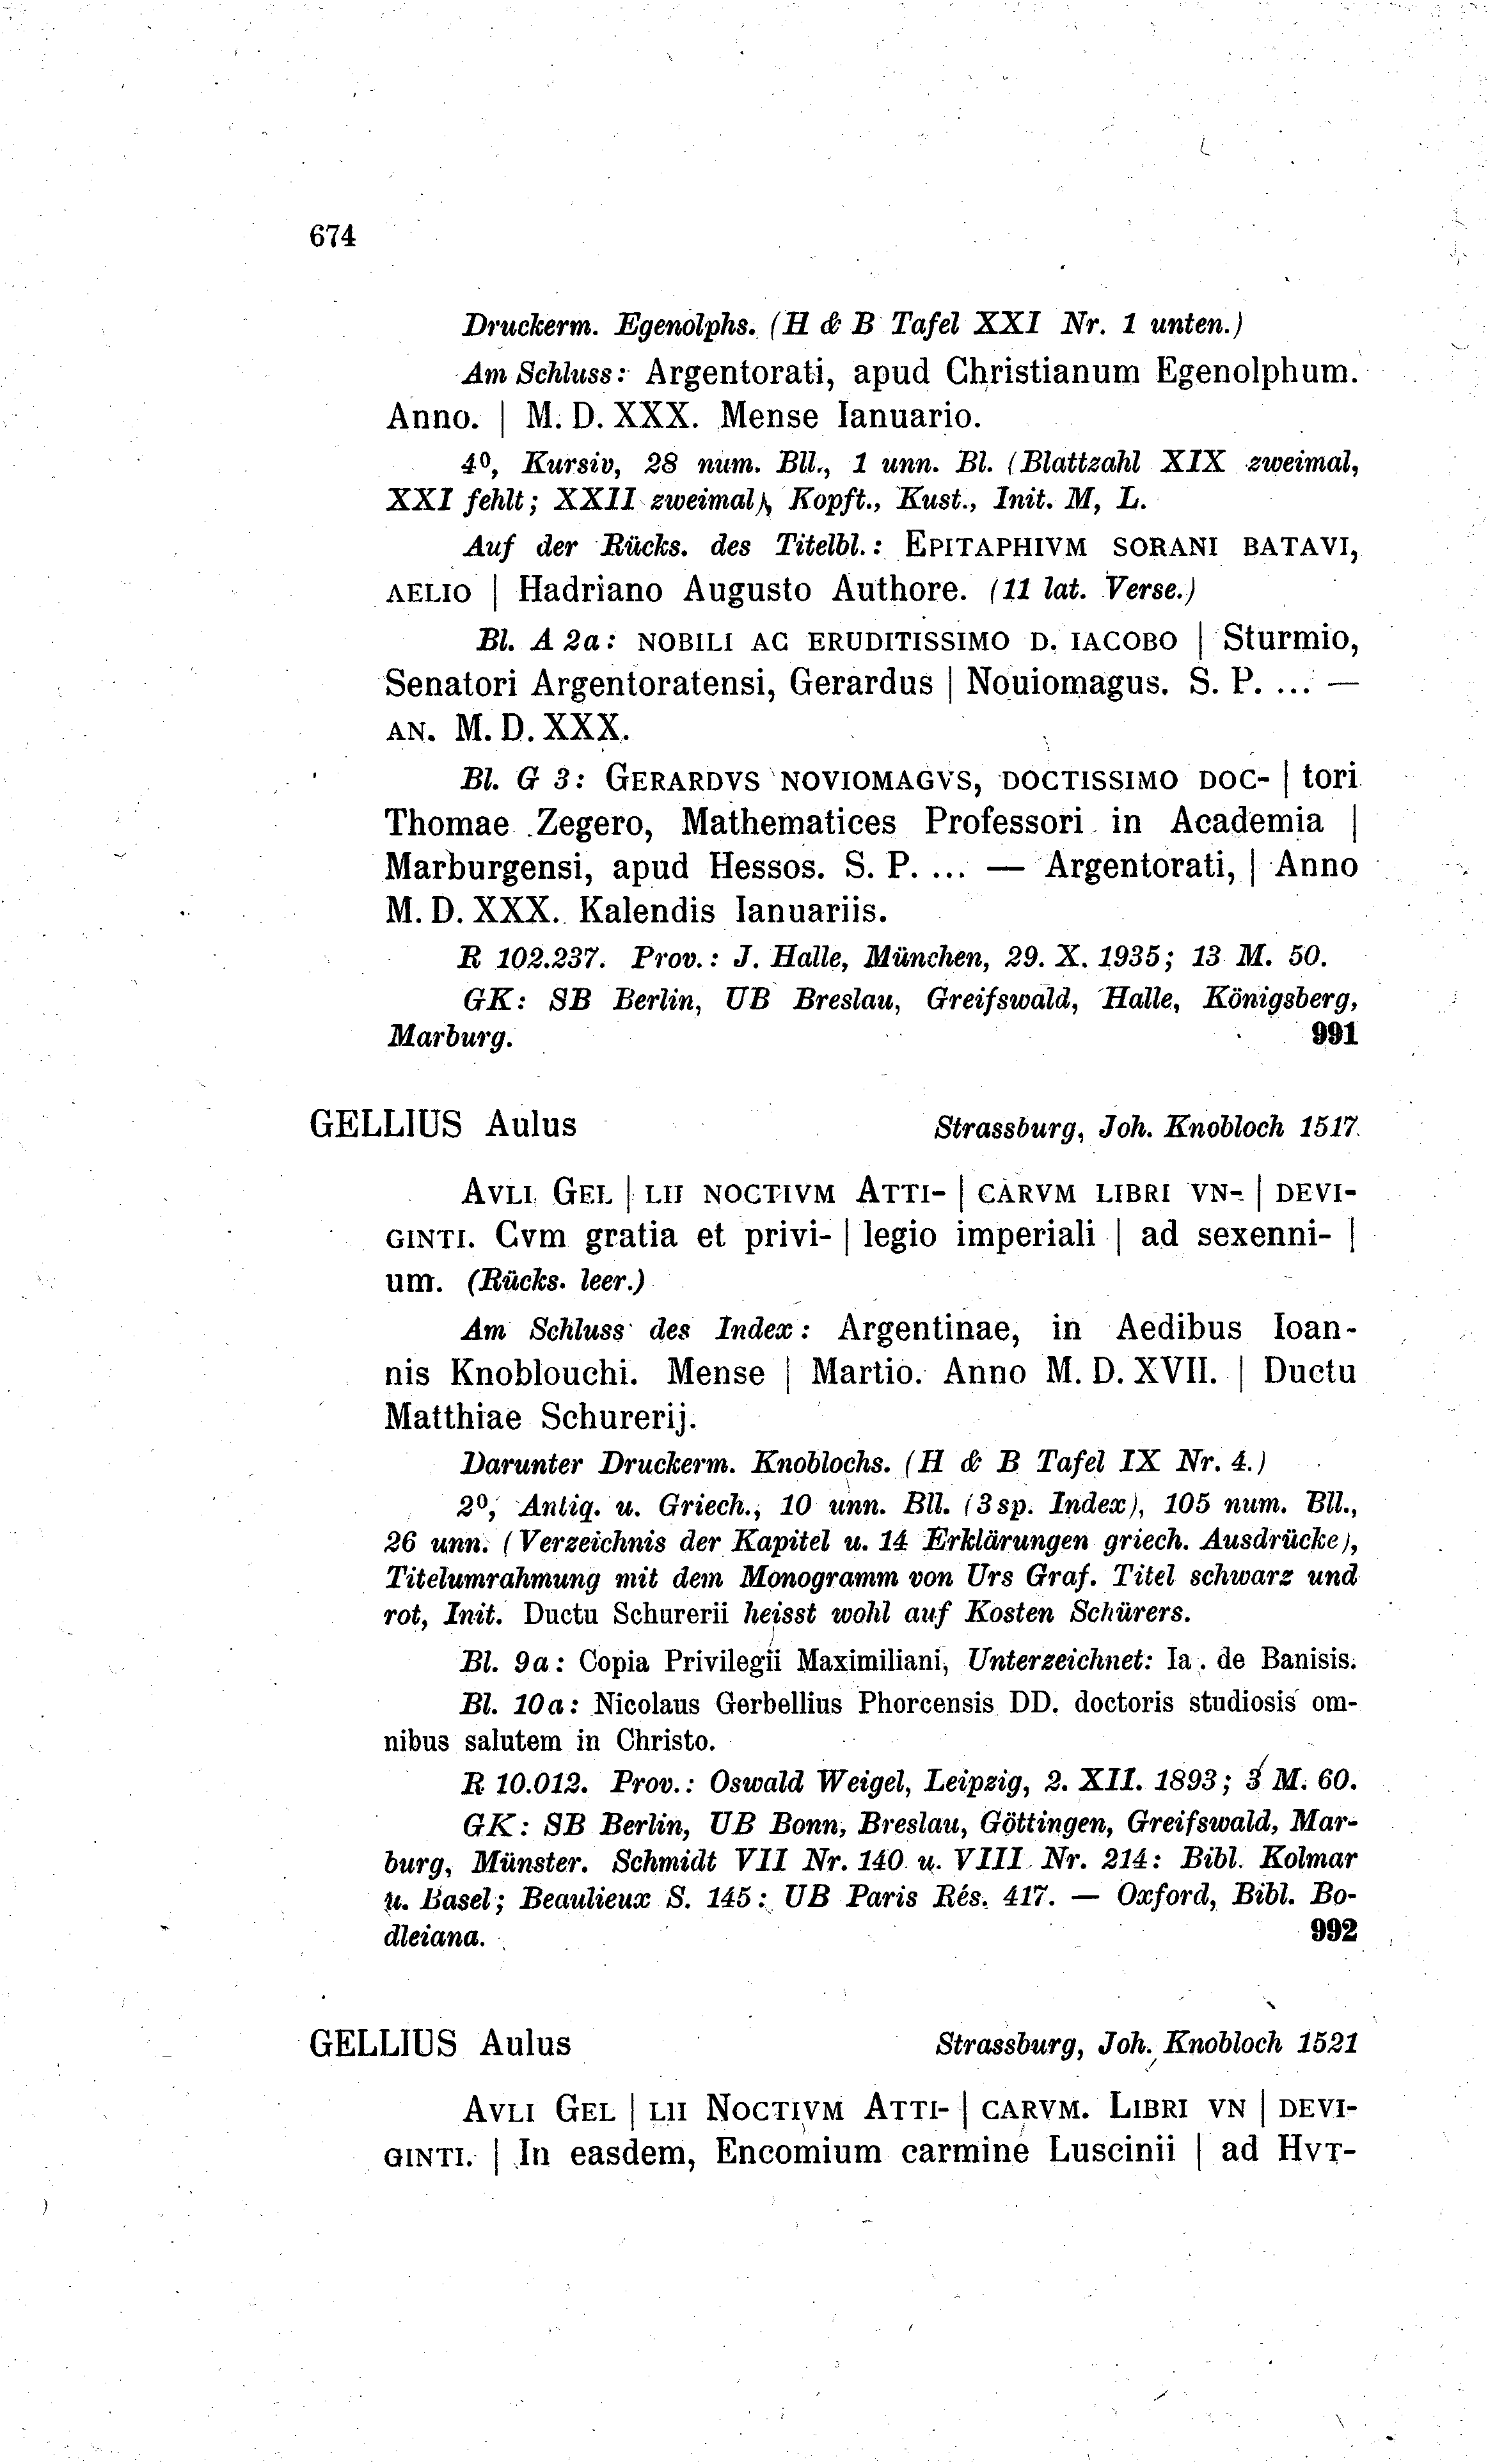 674
Druckerm. Egenolphs. (H & B Tafel XXI Nr. 1 unten.)
Am Schluss: Argentorati, apud Christianum Egenolphum.
Anno. | M. D. XXX. Mense Ianuario.
4⁰, Kursiv, 28 num. Bll., 1 unn. Bl. (Blattzahl XIX zweimal,
XXI fehlt; XXII zweimal), Kopft., Kust., Init. M, L.
Auf der Rücks. des Titelbl.: EPITAPHIVM SORANI BATAVI,
AELIO | Hadriano Augusto Authore. (11 lat. Verse.)
Bl. A 2a: NOBILI AC ERUDITISSIMO D. IACOBO | Sturmio,
Senatori Argentoratensi, Gerardus | Nouiomagus. S. P. ... —
AN. M. D. XXX.
Bl. G 3: GERARDVS NOVIOMAGVS, DOCTISSIMO DOC- | tori
Thomae Zegero, Mathematices Professori in Academia |
Marburgensi, apud Hessos. S. P. ... — Argentorati, | Anno
M. D. XXX. Kalendis Ianuariis.
R 102.237. Prov.: J. Halle, München, 29. X. 1935; 13 M. 50.
GK: SB Berlin, UB Breslau, Greifswald, Halle, Königsberg,
Marburg. 991
GELLIUS Aulus Strassburg, Joh. Knobloch 1517.
AVLI GEL | LII NOCTIVM ATTI- | CARVM LIBRI VN- | DEVI-
GINTI. Cvm gratia et privi- | legio imperiali | ad sexenni- |
um. (Rücks. leer.)
Am Schluss des Index: Argentinae, in Aedibus Ioan-
nis Knoblouchi. Mense | Martio. Anno M. D. XVII. | Ductu
Matthiae Schurerij.
Darunter Druckerm. Knoblochs. (H & B Tafel IX Nr. 4.)
2⁰, Antiq. u. Griech., 10 unn. Bll. (3sp. Index), 105 num. Bll.,
26 unn. (Verzeichnis der Kapitel u. 14 Erklärungen griech. Ausdrücke),
Titelumrahmung mit dem Monogramm von Urs Graf. Titel schwarz und
rot, Init. Ductu Schurerii heisst wohl auf Kosten Schürers.
Bl. 9a: Copia Privilegii Maximiliani, Unterzeichnet: Ia. de Banisis.
Bl. 10a: Nicolaus Gerbellius Phorcensis DD. doctoris studiosis om-
nibus salutem in Christo.
R 10.012. Prov.: Oswald Weigel, Leipzig, 2. XII. 1893; 3 M. 60.
GK: SB Berlin, UB Bonn, Breslau, Göttingen, Greifswald, Mar-
burg, Münster. Schmidt VII Nr. 140 u. VIII Nr. 214: Bibl. Kolmar
u. Basel; Beaulieux S. 145: UB Paris Rés. 417. — Oxford, Bibl. Bo-
dleiana. 992
GELLIUS Aulus Strassburg, Joh. Knobloch 1521
AVLI GEL | LII NOCTIVM ATTI- | CARVM. LIBRI VN | DEVI-
GINTI. | In easdem, Encomium carmine Luscinii | ad HVT-